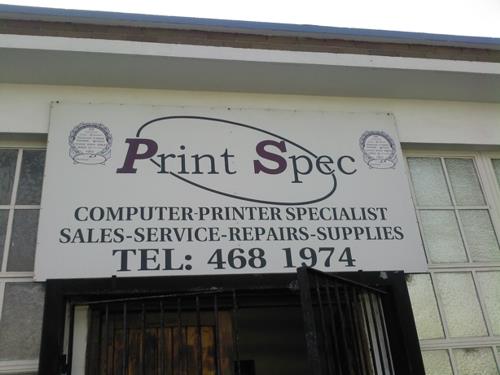 Print Spec
COMPUTER-PRINTER SPECIALIST
SALES-SERVICE-REPAIRS-SUPPLIES
TEL: 468 1974